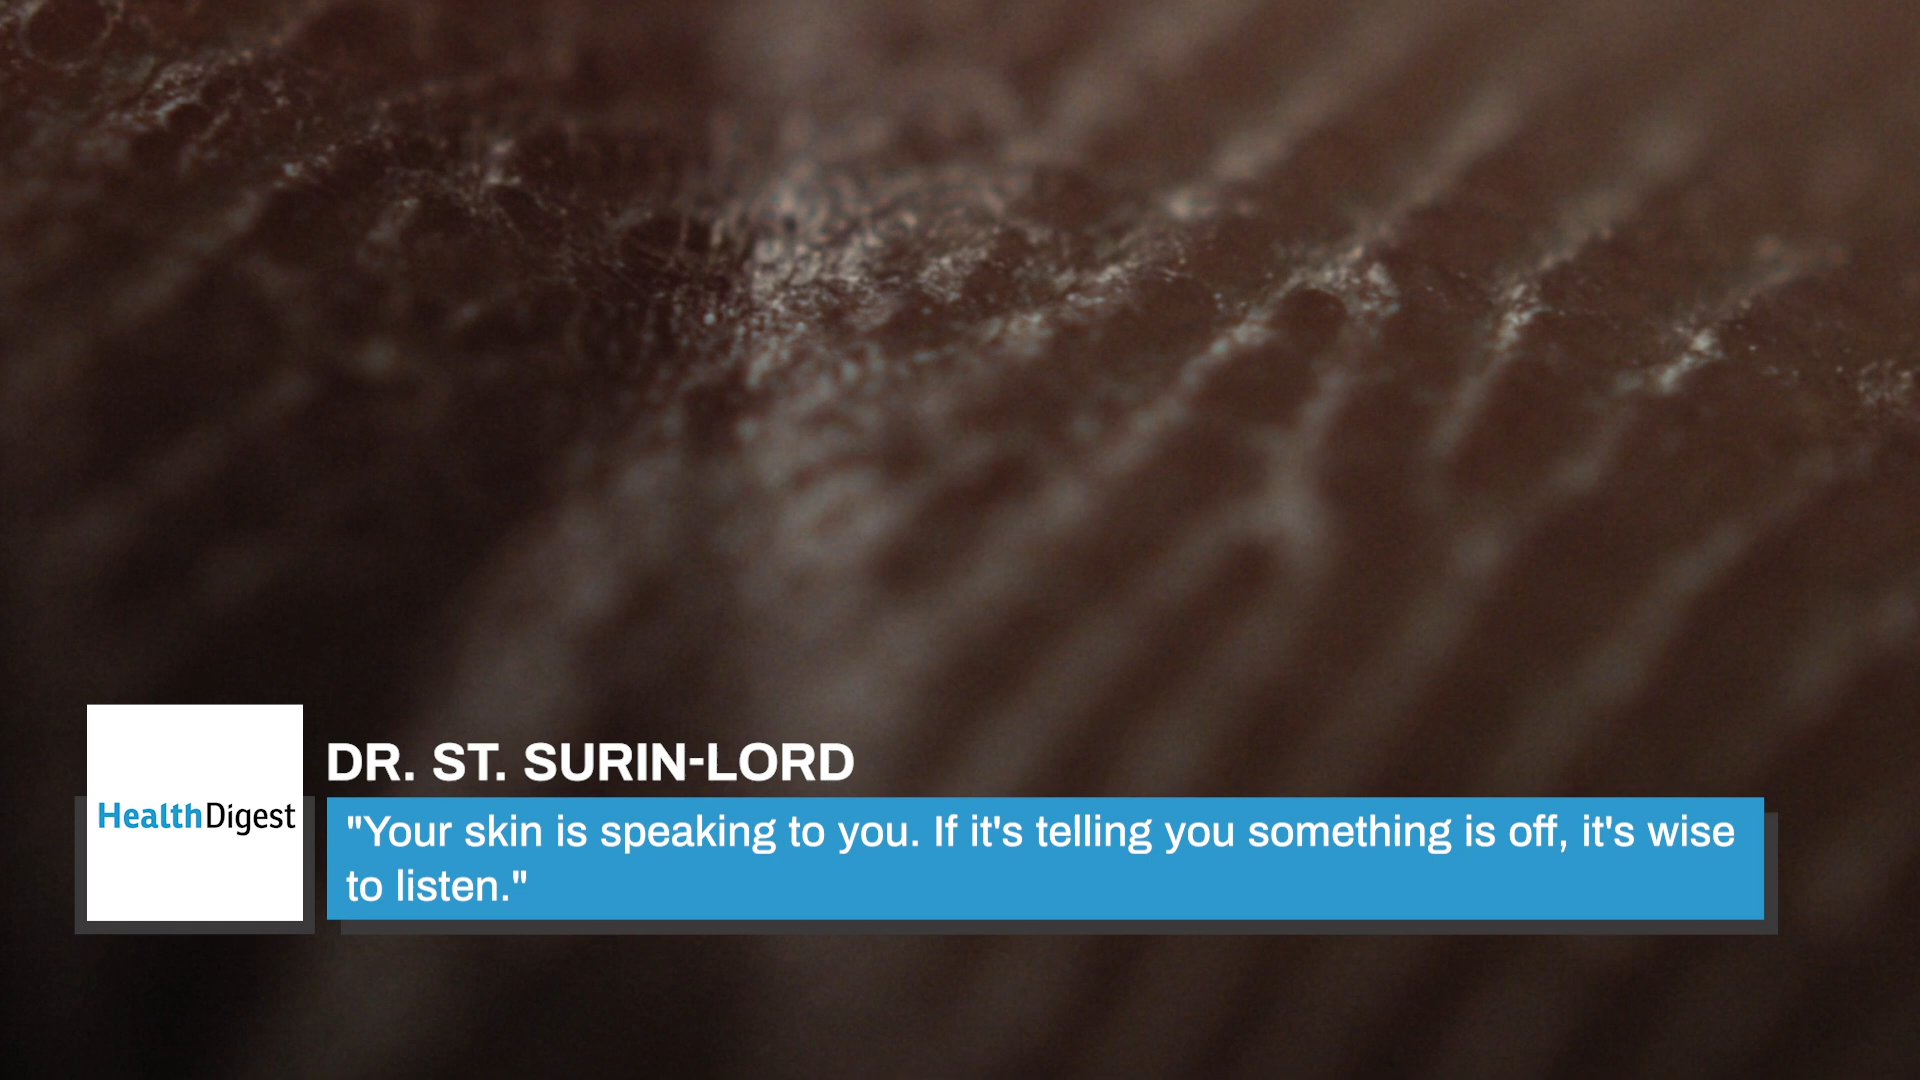 DR. ST. SURIN-LORD
HealthDigest
"Your skin is speaking to you. If it's telling you something is off, it's wise
to listen."